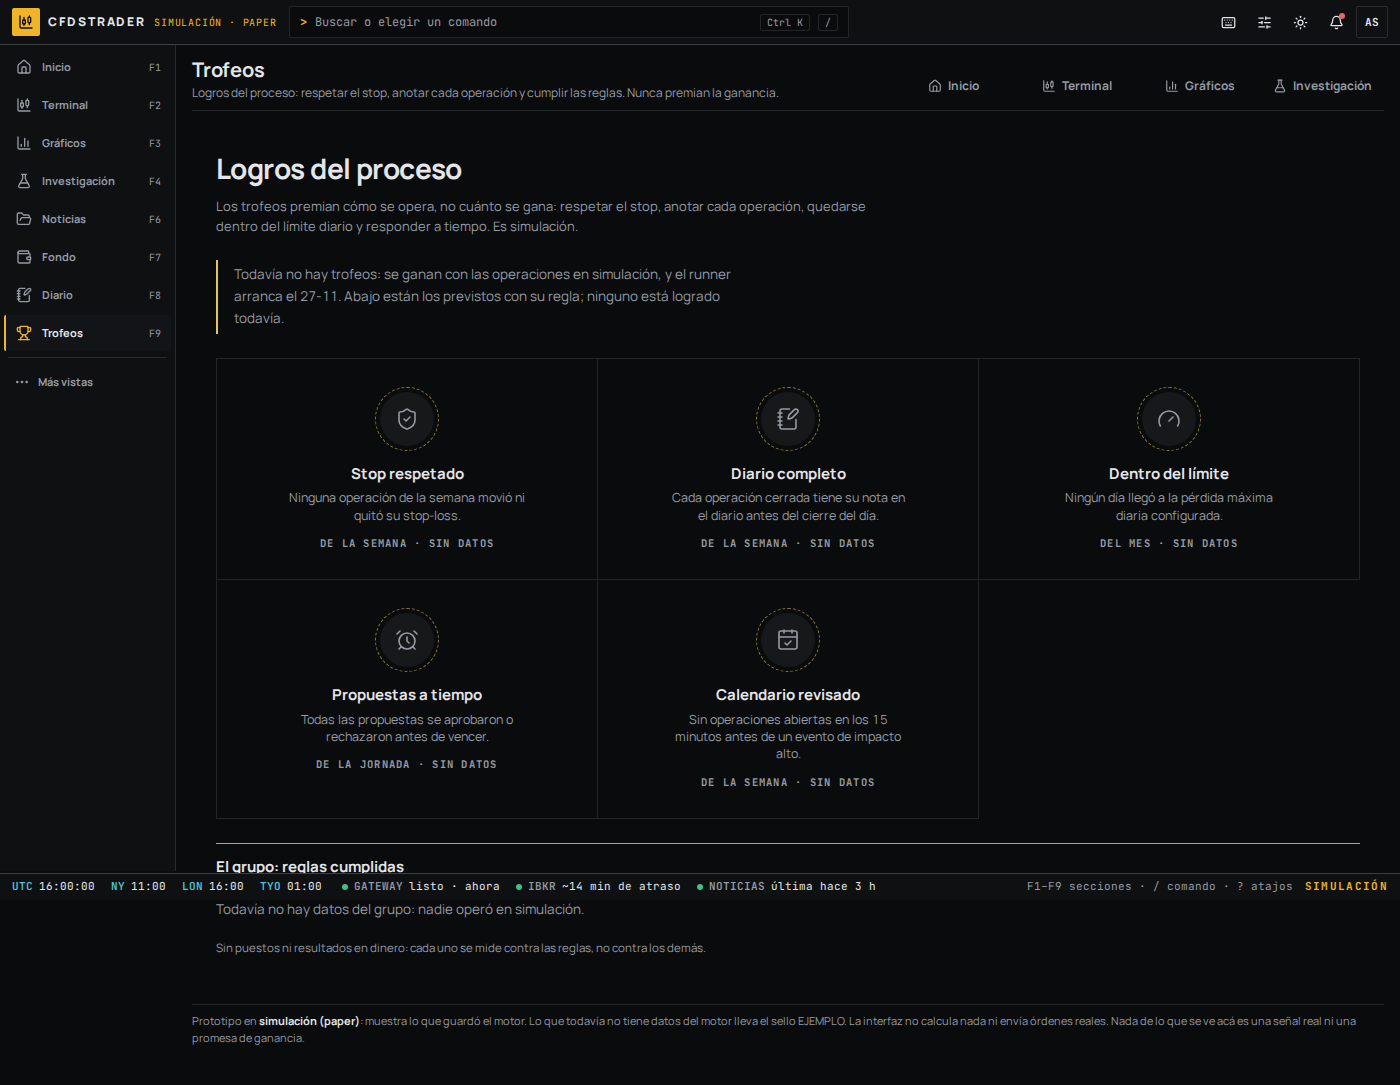 CFDSTRADER SIMULACIÓN · PAPER
> Buscar o elegir un comando Ctrl K /
AS
Inicio F1
Terminal F2
Gráficos F3
Investigación F4
Noticias F6
Fondo F7
Diario F8
Trofeos F9
Más vistas
Trofeos
Logros del proceso: respetar el stop, anotar cada operación y cumplir las reglas. Nunca premian la ganancia.
Inicio Terminal Gráficos Investigación
Logros del proceso
Los trofeos premian cómo se opera, no cuánto se gana: respetar el stop, anotar cada operación, quedarse
dentro del límite diario y responder a tiempo. Es simulación.
Todavía no hay trofeos: se ganan con las operaciones en simulación, y el runner
arranca el 27-11. Abajo están los previstos con su regla; ninguno está logrado
todavía.
Stop respetado
Ninguna operación de la semana movió ni
quitó su stop-loss.
DE LA SEMANA · SIN DATOS
Diario completo
Cada operación cerrada tiene su nota en
el diario antes del cierre del día.
DE LA SEMANA · SIN DATOS
Dentro del límite
Ningún día llegó a la pérdida máxima
diaria configurada.
DEL MES · SIN DATOS
Propuestas a tiempo
Todas las propuestas se aprobaron o
rechazaron antes de vencer.
DE LA JORNADA · SIN DATOS
Calendario revisado
Sin operaciones abiertas en los 15
minutos antes de un evento de impacto
alto.
DE LA SEMANA · SIN DATOS
El grupo: reglas cumplidas
UTC 16:00:00 NY 11:00 LON 16:00 TYO 01:00 GATEWAY listo · ahora IBKR ~14 min de atraso NOTICIAS última hace 3 h F1–F9 secciones · / comando · ? atajos SIMULACIÓN
Todavía no hay datos del grupo: nadie operó en simulación.
Sin puestos ni resultados en dinero: cada uno se mide contra las reglas, no contra los demás.
Prototipo en simulación (paper): muestra lo que guardó el motor. Lo que todavía no tiene datos del motor lleva el sello EJEMPLO. La interfaz no calcula nada ni envía órdenes reales. Nada de lo que se ve acá es una señal real ni una
promesa de ganancia.